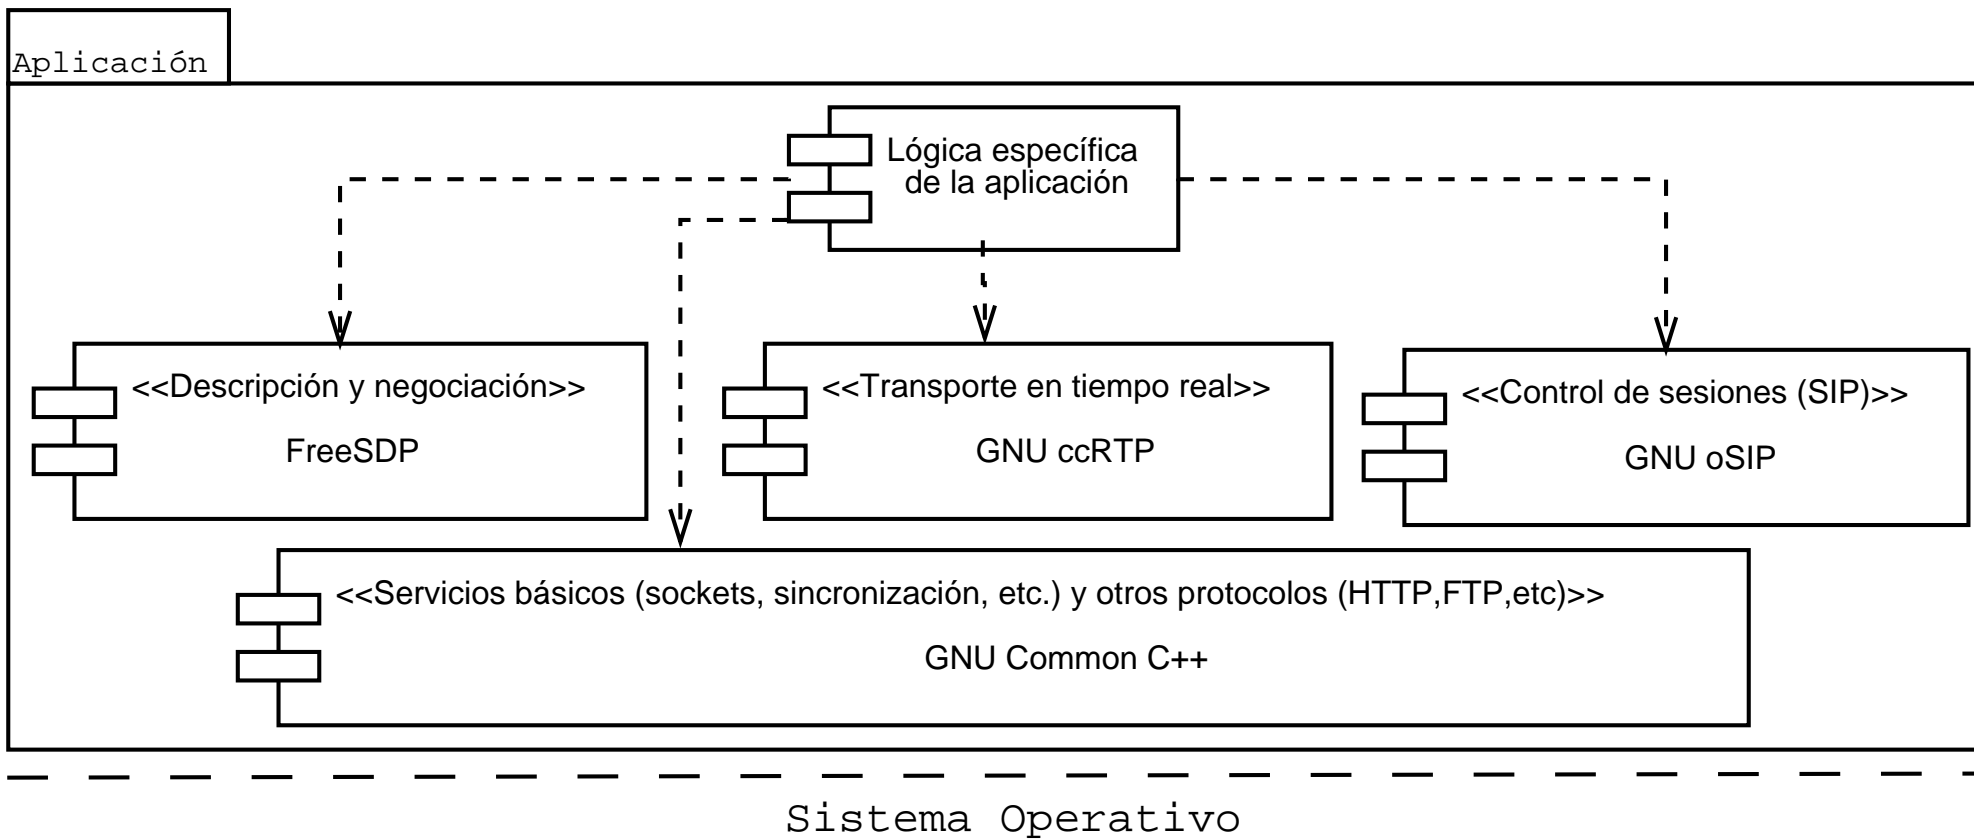 Aplicación
Lógica específica
de la aplicación
<<Descripción y negociación>>
FreeSDP
<<Transporte en tiempo real>>
GNU ccRTP
<<Control de sesiones (SIP)>>
GNU oSIP
<<Servicios básicos (sockets, sincronización, etc.) y otros protocolos (HTTP,FTP,etc)>>
GNU Common C++
Sistema Operativo